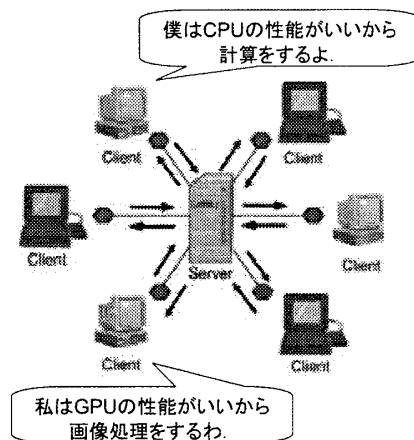 僕はCPUの性能がいいから
計算をするよ.
Client
Client
Client
Client
Server
Client
Client
私はGPUの性能がいいから
画像処理をするわ.